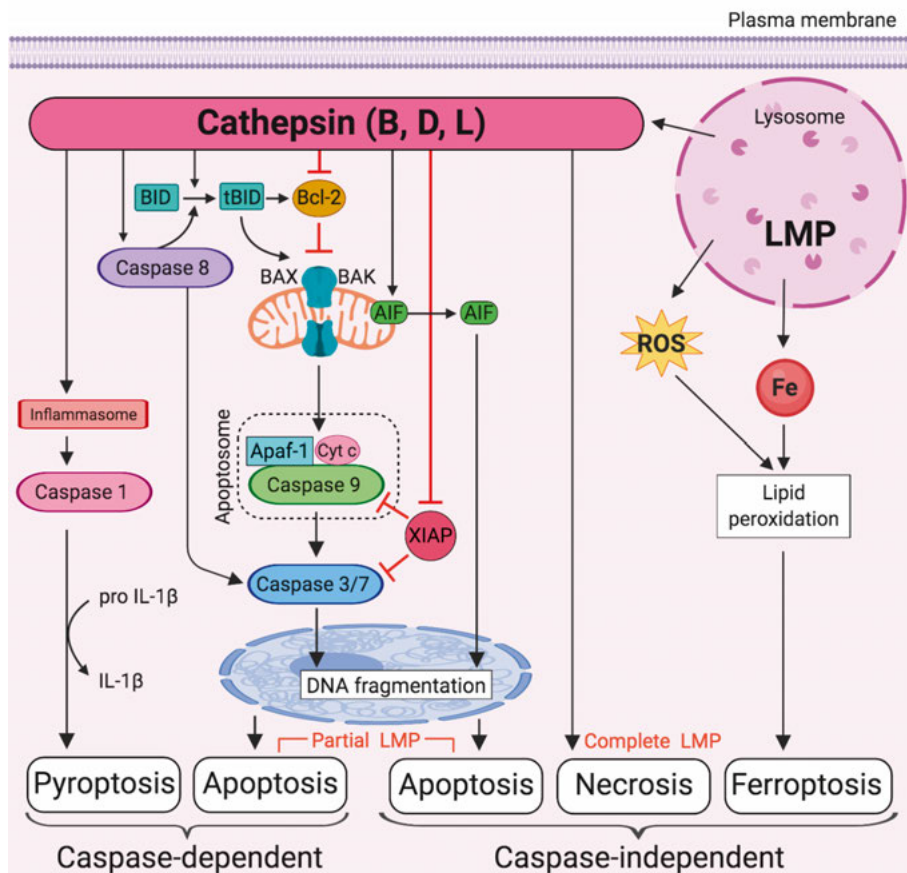 Plasma membrane
Cathepsin (B, D, L)
Lysosome
LMP
BID
tBID
Bcl-2
Caspase 8
BAX
BAK
AIF
AIF
ROS
Fe
Inflammasome
Apoptosome
Apaf-1
Cyt c
Caspase 1
Caspase 9
Lipid
peroxidation
XIAP
Caspase 3/7
pro IL-1β
IL-1β
DNA fragmentation
Partial LMP
Complete LMP
Pyroptosis
Apoptosis
Apoptosis
Necrosis
Ferroptosis
Caspase-dependent
Caspase-independent